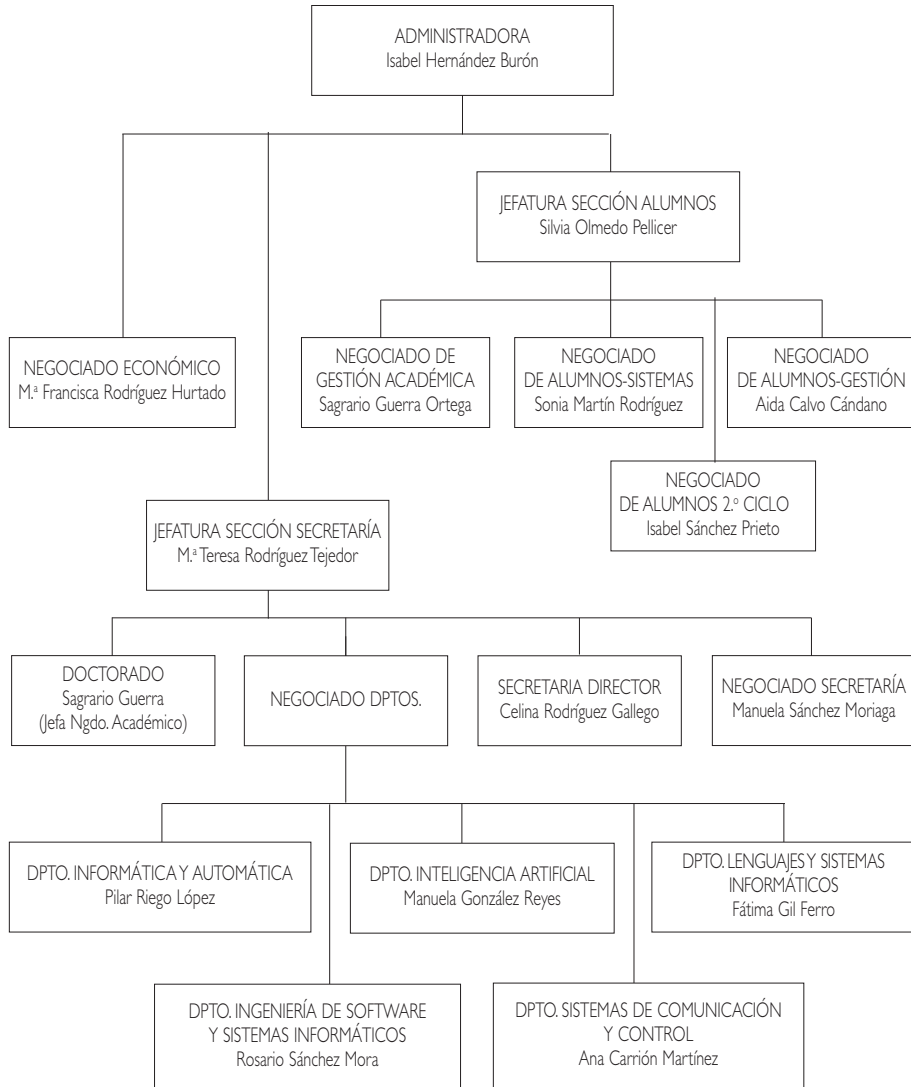 ADMINISTRADORA
Isabel Hernández Burón
JEFATURA SECCIÓN ALUMNOS
Silvia Olmedo Pellicer
NEGOCIADO ECONÓMICO
M.ª Francisca Rodríguez Hurtado
NEGOCIADO DE
GESTIÓN ACADÉMICA
Sagrario Guerra Ortega
NEGOCIADO
DE ALUMNOS-SISTEMAS
Sonia Martín Rodríguez
NEGOCIADO
DE ALUMNOS-GESTIÓN
Aida Calvo Cándano
NEGOCIADO
DE ALUMNOS 2.º CICLO
Isabel Sánchez Prieto
JEFATURA SECCIÓN SECRETARÍA
M.ª Teresa Rodríguez Tejedor
DOCTORADO
Sagrario Guerra
(Jefa Ngdo. Académico)
NEGOCIADO DPTOS.
SECRETARIA DIRECTOR
Celina Rodríguez Gallego
NEGOCIADO SECRETARÍA
Manuela Sánchez Moriaga
DPTO. INFORMÁTICA Y AUTOMÁTICA
Pilar Riego López
DPTO. INTELIGENCIA ARTIFICIAL
Manuela González Reyes
DPTO. LENGUAJES Y SISTEMAS
INFORMÁTICOS
Fátima Gil Ferro
DPTO. INGENIERÍA DE SOFTWARE
Y SISTEMAS INFORMÁTICOS
Rosario Sánchez Mora
DPTO. SISTEMAS DE COMUNICACIÓN
Y CONTROL
Ana Carrión Martínez